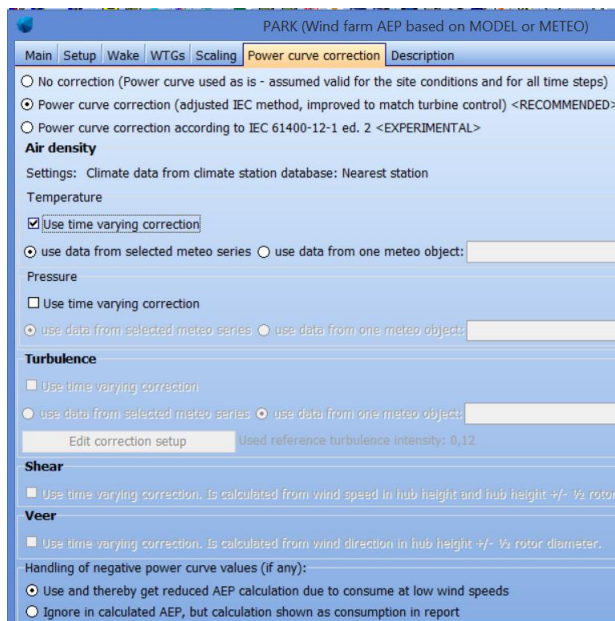 PARK (Wind farm AEP based on MODEL or METEO)
Main Setup Wake WTGs Scaling Power curve correction Description
No correction (Power curve used as is - assumed valid for the site conditions and for all time steps)
Power curve correction (adjusted IEC method, improved to match turbine control) <RECOMMENDED>
Power curve correction according to IEC 61400-12-1 ed. 2 <EXPERIMENTAL>
Air density
Settings: Climate data from climate station database: Nearest station
Temperature
Use time varying correction
use data from selected meteo series use data from one meteo object:
Pressure
Use time varying correction
use data from selected meteo series use data from one meteo object:
Turbulence
Use time varying correction
use data from selected meteo series use data from one meteo object:
Edit correction setup Used reference turbulence intensity: 0,12
Shear
Use time varying correction. Is calculated from wind speed in hub height and hub height +/- ½ rotor
Veer
Use time varying correction. Is calculated from wind direction in hub height +/- ½ rotor diameter.
Handling of negative power curve values (if any):
Use and thereby get reduced AEP calculation due to consume at low wind speeds
Ignore in calculated AEP, but calculation shown as consumption in report